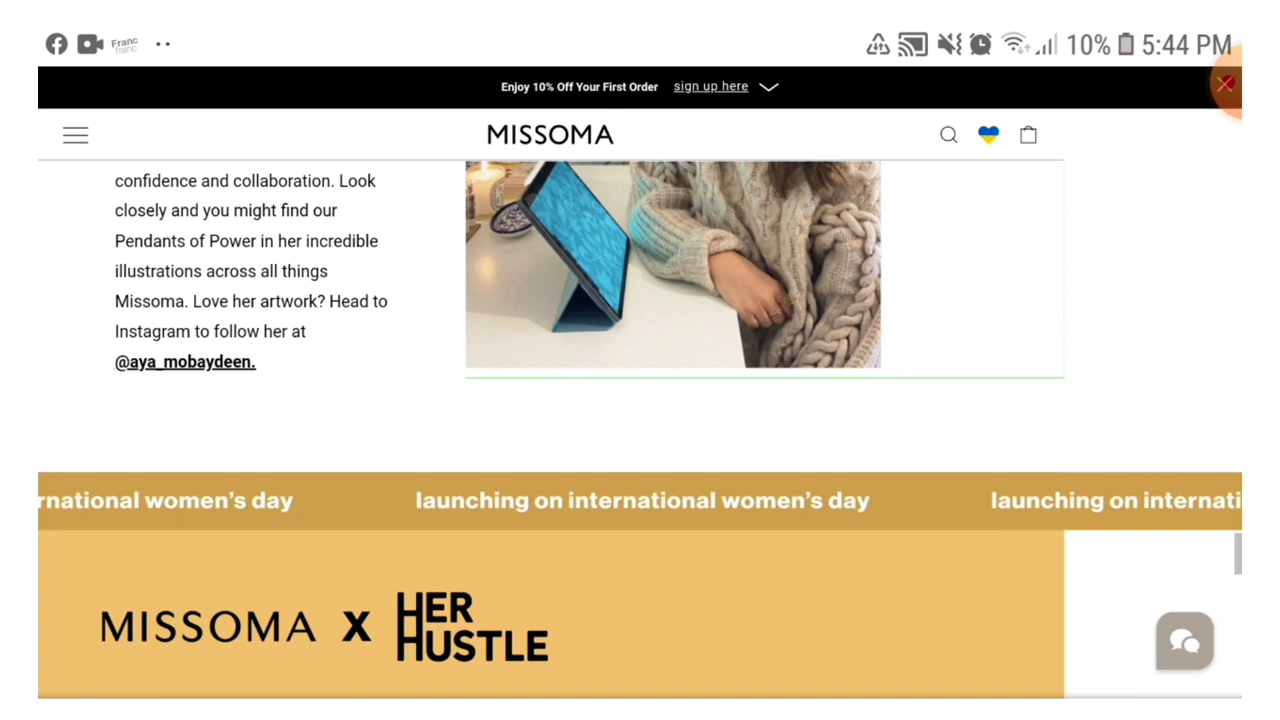 Franc
franc
10% 5:44 PM
Enjoy 10% Off Your First Order sign up here
MISSOMA
confidence and collaboration. Look
closely and you might find our
Pendants of Power in her incredible
illustrations across all things
Missoma. Love her artwork? Head to
Instagram to follow her at
@aya_mobaydeen.
rnational women's day launching on international women's day launching on internati
MISSOMA X HER HUSTLE